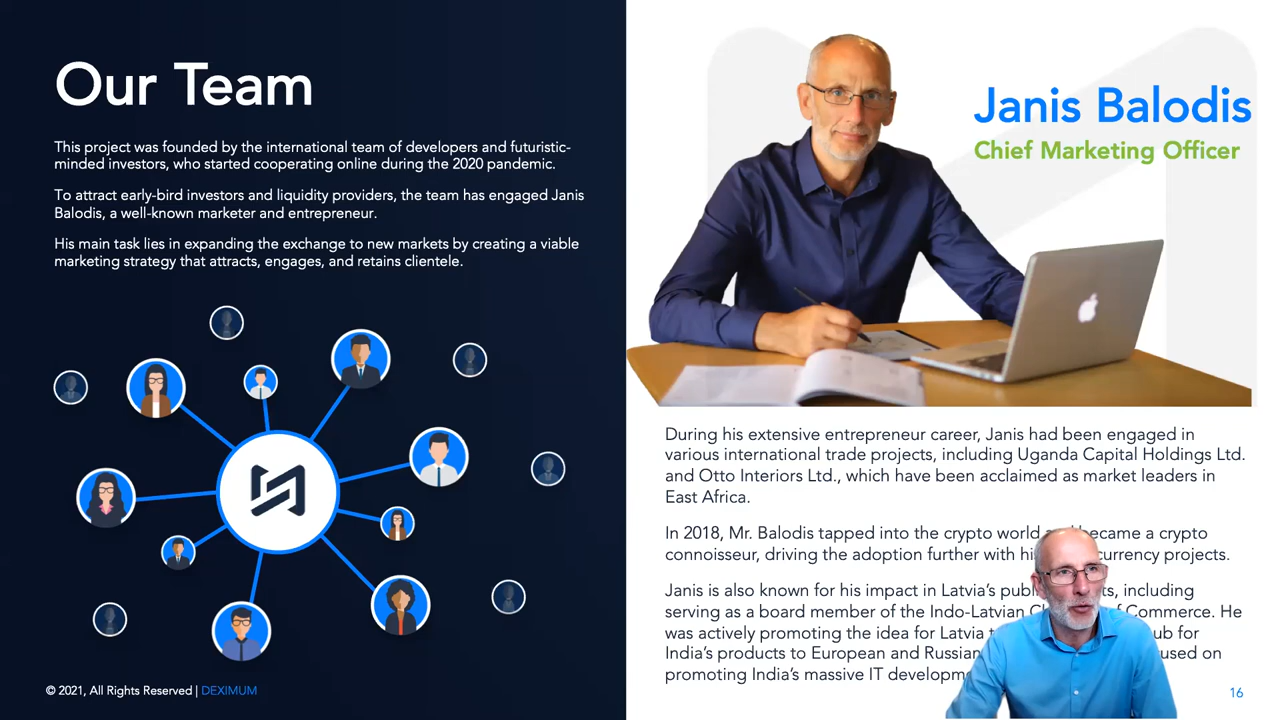 Our Team
This project was founded by the international team of developers and futuristic-
minded investors, who started cooperating online during the 2020 pandemic.
To attract early-bird investors and liquidity providers, the team has engaged Janis
Balodis, a well-known marketer and entrepreneur.
His main task lies in expanding the exchange to new markets by creating a viable
marketing strategy that attracts, engages, and retains clientele.
© 2021, All Rights Reserved | DEXIMUM
Janis Balodis
Chief Marketing Officer
During his extensive entrepreneur career, Janis had been engaged in
various international trade projects, including Uganda Capital Holdings Ltd.
and Otto Interiors Ltd., which have been acclaimed as market leaders in
East Africa.
In 2018, Mr. Balodis tapped into the crypto world became a crypto
connoisseur, driving the adoption further with currency projects.
Janis is also known for his impact in Latvia's including
serving as a board member of the Indo-Latvian of Commerce. He
was actively promoting the idea for Latvia for
India's products to European and Russian on
promoting India's massive IT
16